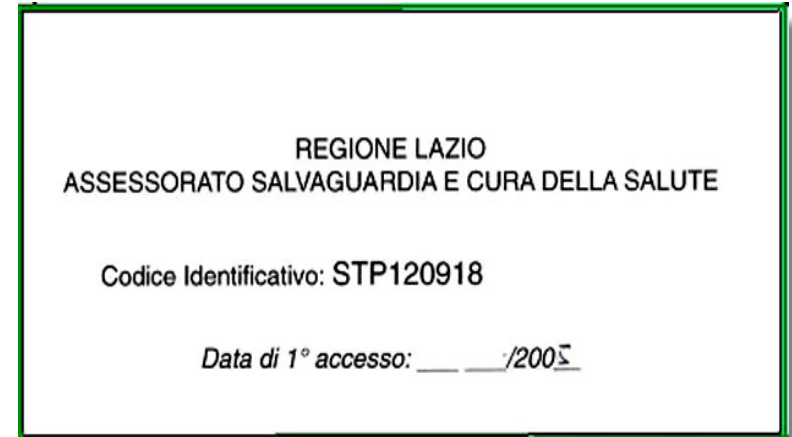 REGIONE LAZIO
ASSESSORATO SALVAGUARDIA E CURA DELLA SALUTE
Codice Identificativo: STP120918
Data di 1° accesso: ___ ___/200